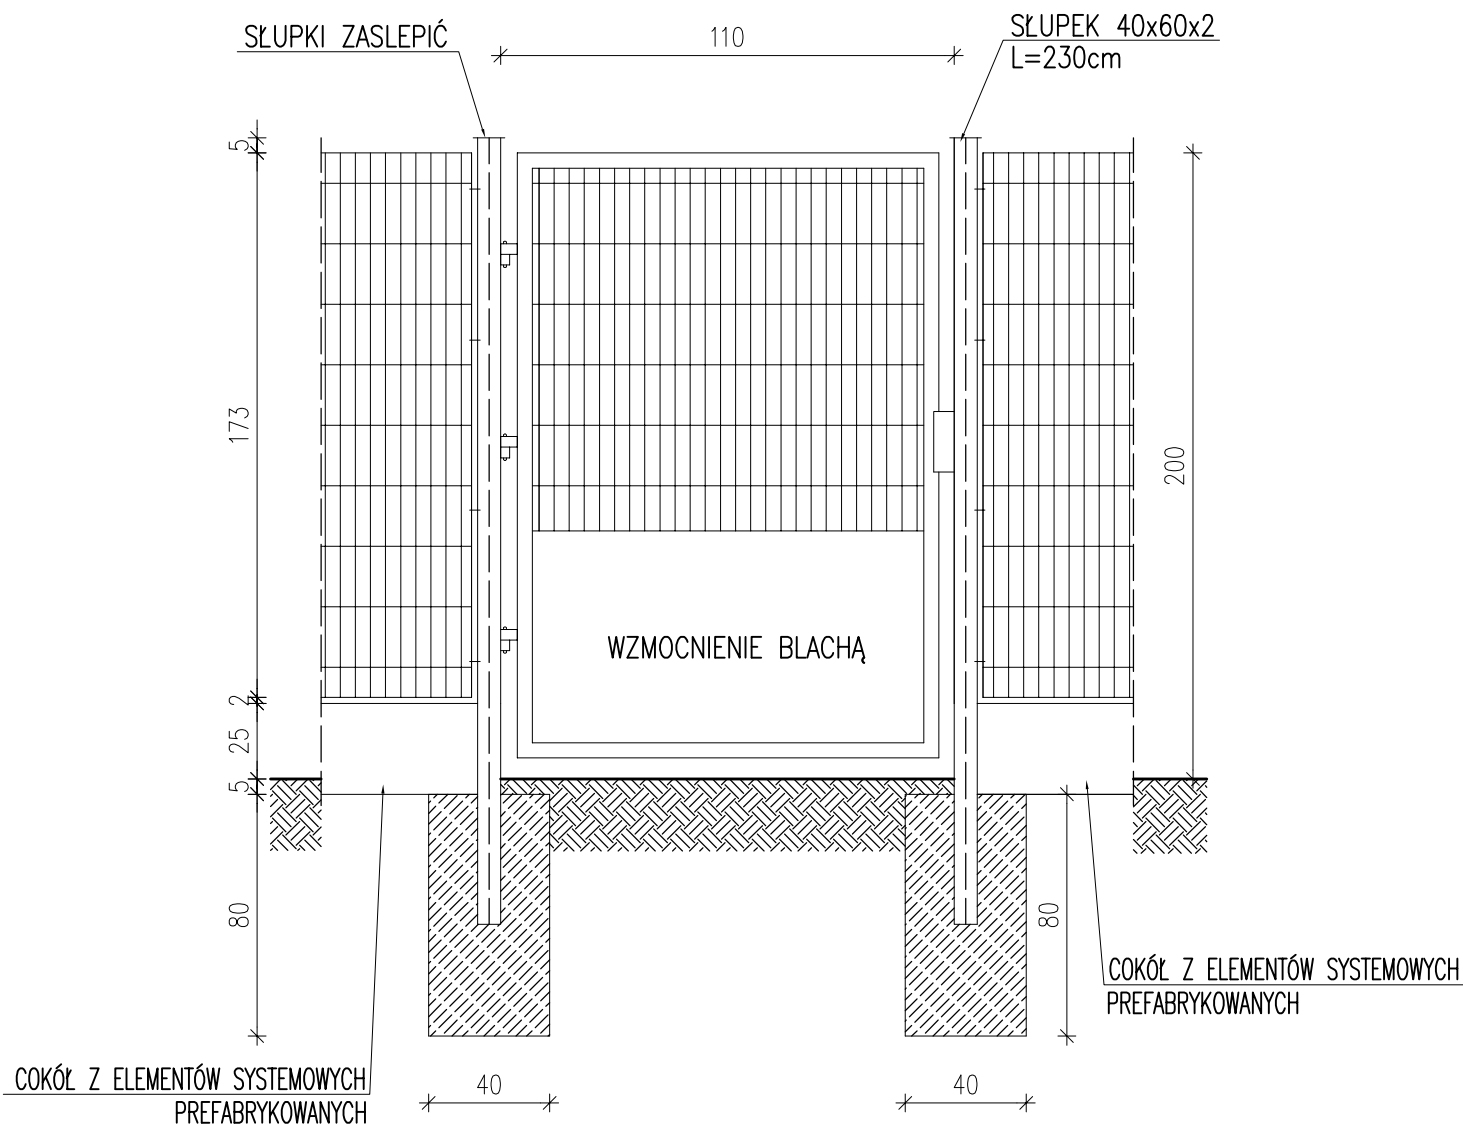 SŁUPKI ZASLEPIĆ
110
SŁUPEK 40x60x2
L=230cm
5
173
200
WZMOCNIENIE BLACHĄ
2
25
5
80
80
COKÓŁ Z ELEMENTÓW SYSTEMOWYCH
PREFABRYKOWANYCH
COKÓŁ Z ELEMENTÓW SYSTEMOWYCH
PREFABRYKOWANYCH
40
40